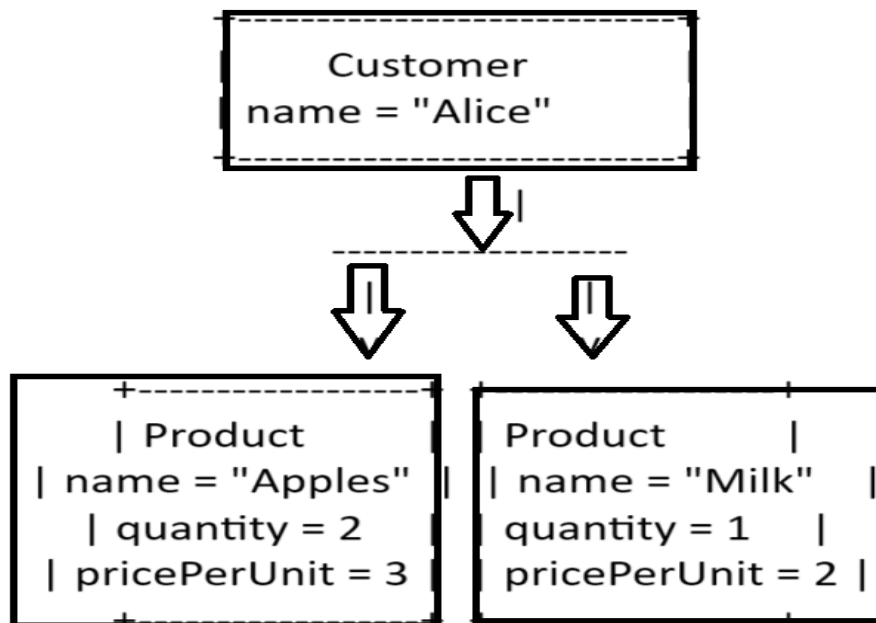 Customer
name = "Alice"
Product
name = "Apples"
quantity = 2
pricePerUnit = 3
Product
name = "Milk"
quantity = 1
pricePerUnit = 2